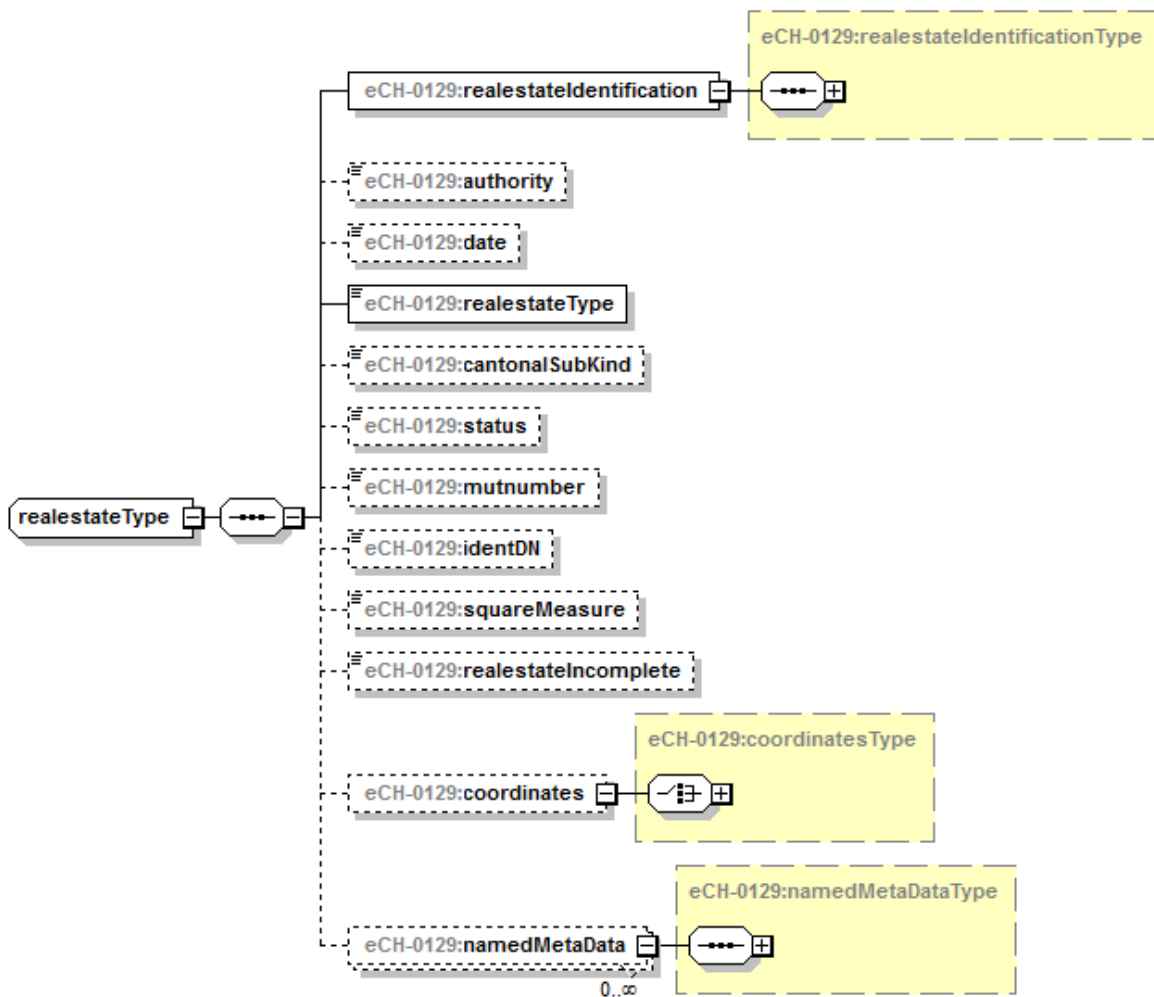 eCH-0129:realestateIdentificationType
eCH-0129:realestateIdentification
eCH-0129:authority
eCH-0129:date
eCH-0129:realestateType
eCH-0129:cantonalSubKind
eCH-0129:status
eCH-0129:mutnumber
realestateType
eCH-0129:identDN
eCH-0129:squareMeasure
eCH-0129:realestateIncomplete
eCH-0129:coordinatesType
eCH-0129:coordinates
eCH-0129:namedMetaDataType
eCH-0129:namedMetaData
0..∞